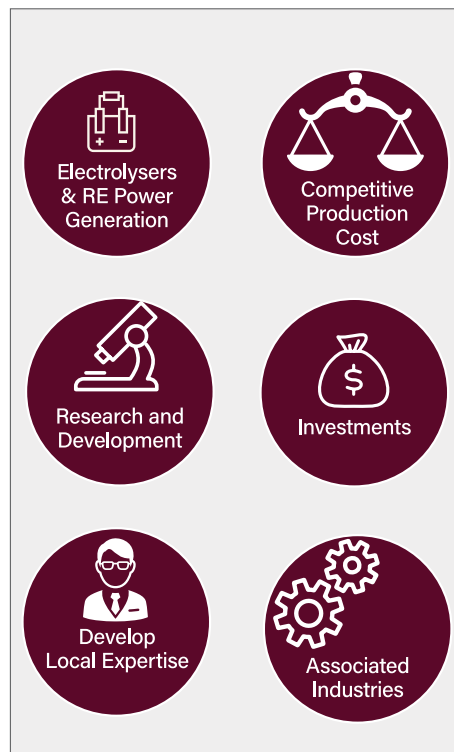 Electrolysers
& RE Power
Generation
Competitive
Production
Cost
Research and
Development
$
Investments
Develop
Local Expertise
Associated
Industries